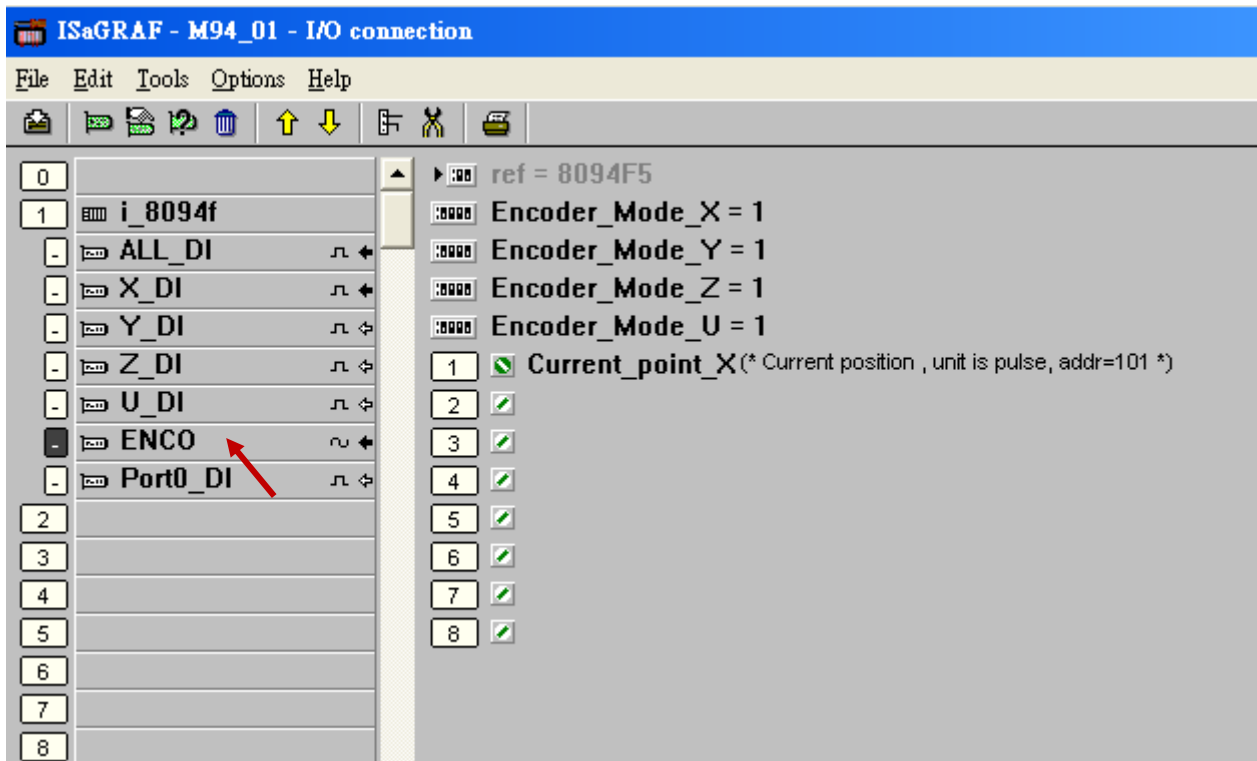 ISaGRAF - M94_01 - I/O connection
File Edit Tools Options Help
0
1 i_8094f
- ALL_DI
- X_DI
- Y_DI
- Z_DI
- U_DI
- ENCO
- Port0_DI
2
3
4
5
6
7
8
ref = 8094F5
Encoder_Mode_X = 1
Encoder_Mode_Y = 1
Encoder_Mode_Z = 1
Encoder_Mode_U = 1
1 Current_point_X (* Current position , unit is pulse, addr=101 *)
2
3
4
5
6
7
8